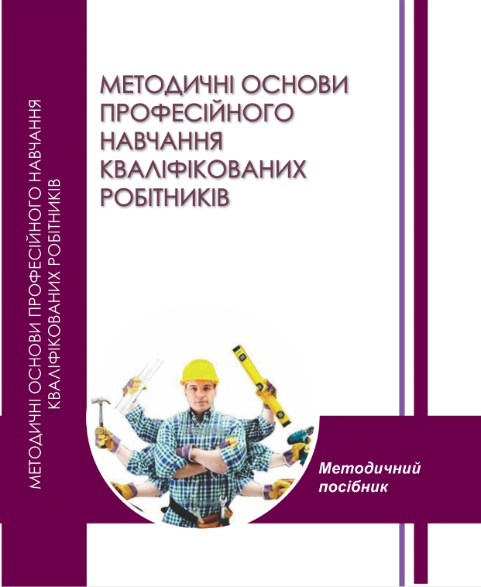 МЕТОДИЧНІ ОСНОВИ
ПРОФЕСІЙНОГО
НАВЧАННЯ
КВАЛІФІКОВАНИХ
РОБІТНИКІВ
МЕТОДИЧНІ ОСНОВИ ПРОФЕСІЙНОГО НАВЧАННЯ
КВАЛІФІКОВАНИХ РОБІТНИКІВ
Методичний
посібник